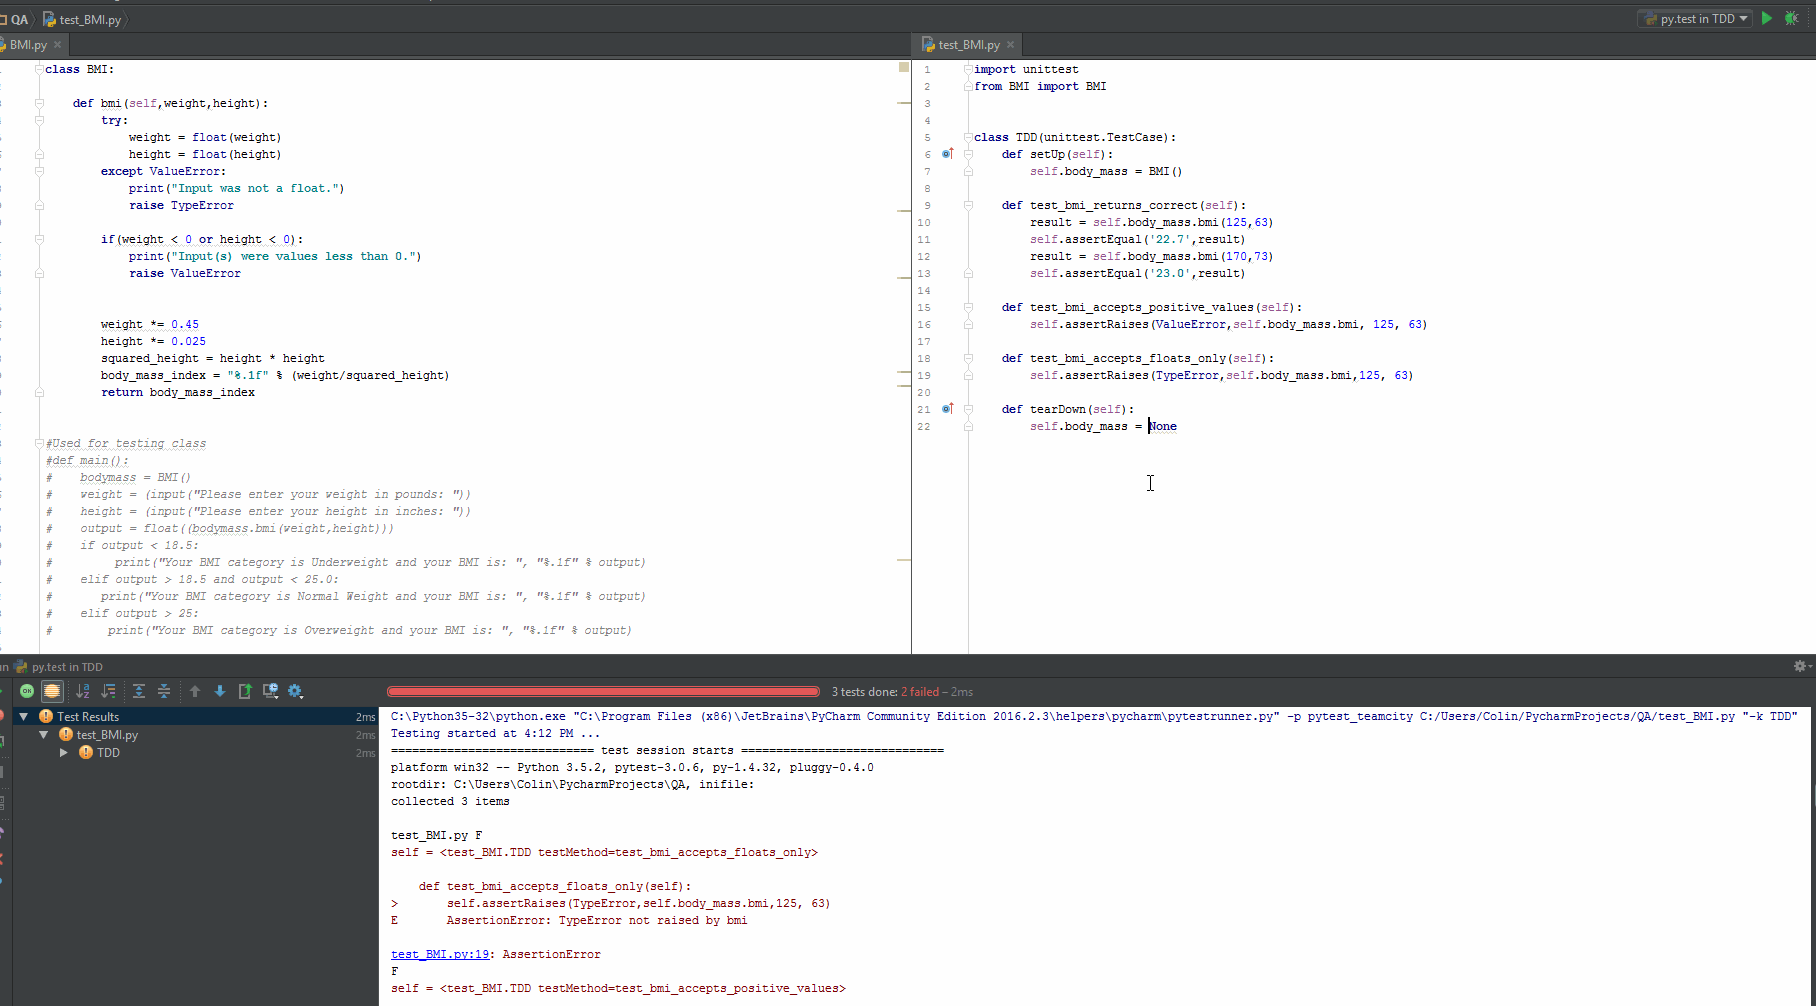 QA test_BMI.py
py.test in TDD
BMI.py
test_BMI.py
class BMI:
def bmi(self,weight,height):
try:
weight = float(weight)
height = float(height)
except ValueError:
print("Input was not a float.")
raise TypeError
if(weight < 0 or height < 0):
print("Input(s) were values less than 0.")
raise ValueError
weight *= 0.45
height *= 0.025
squared_height = height * height
body_mass_index = "%.1f" % (weight/squared_height)
return body_mass_index
#Used for testing class
#def main():
# bodymass = BMI()
# weight = (input("Please enter your weight in pounds: "))
# height = (input("Please enter your height in inches: "))
# output = float((bodymass.bmi(weight,height)))
# if output < 18.5:
# print("Your BMI category is Underweight and your BMI is: ", "%.1f" % output)
# elif output > 18.5 and output < 25.0:
# print("Your BMI category is Normal Weight and your BMI is: ", "%.1f" % output)
# elif output > 25:
# print("Your BMI category is Overweight and your BMI is: ", "%.1f" % output)
1 import unittest
2 from BMI import BMI
3
4
5 class TDD(unittest.TestCase):
6 def setUp(self):
7 self.body_mass = BMI()
8
9 def test_bmi_returns_correct(self):
10 result = self.body_mass.bmi(125,63)
11 self.assertEqual('22.7',result)
12 result = self.body_mass.bmi(170,73)
13 self.assertEqual('23.0',result)
14
15 def test_bmi_accepts_positive_values(self):
16 self.assertRaises(ValueError,self.body_mass.bmi, 125, 63)
17
18 def test_bmi_accepts_floats_only(self):
19 self.assertRaises(TypeError,self.body_mass.bmi,125, 63)
20
21 def tearDown(self):
22 self.body_mass = None
py.test in TDD
3 tests done: 2 failed – 2ms
Test Results 2ms
test_BMI.py 2ms
TDD 2ms
C:\Python35-32\python.exe "C:\Program Files (x86)\JetBrains\PyCharm Community Edition 2016.2.3\helpers\pycharm\pytestrunner.py" -p pytest_teamcity C:/Users/Colin/PycharmProjects/QA/test_BMI.py "-k TDD"
Testing started at 4:12 PM ...
============================= test session starts =============================
platform win32 -- Python 3.5.2, pytest-3.0.6, py-1.4.32, pluggy-0.4.0
rootdir: C:\Users\Colin\PycharmProjects\QA, inifile:
collected 3 items
test_BMI.py F
self = <test_BMI.TDD testMethod=test_bmi_accepts_floats_only>
def test_bmi_accepts_floats_only(self):
> self.assertRaises(TypeError,self.body_mass.bmi,125, 63)
E AssertionError: TypeError not raised by bmi
test_BMI.py:19: AssertionError
F
self = <test_BMI.TDD testMethod=test_bmi_accepts_positive_values>